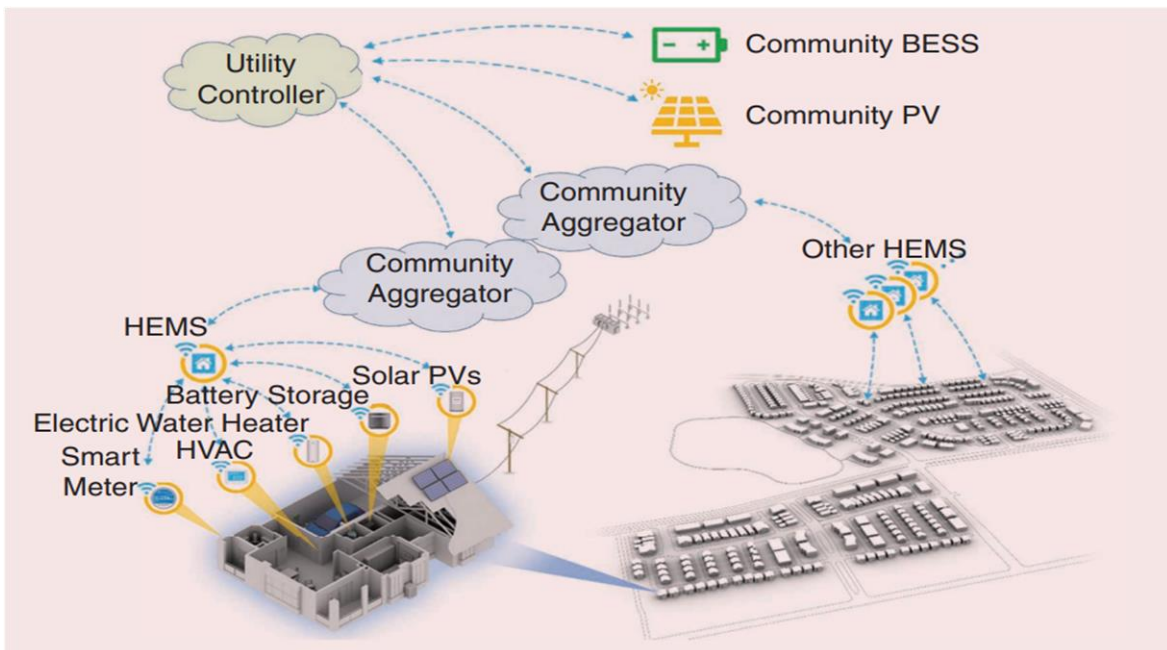 Utility
Controller
Community BESS
Community PV
Community
Aggregator
Community
Aggregator
Other HEMS
HEMS
Solar PVs
Battery Storage
Electric Water Heater
HVAC
Smart
Meter